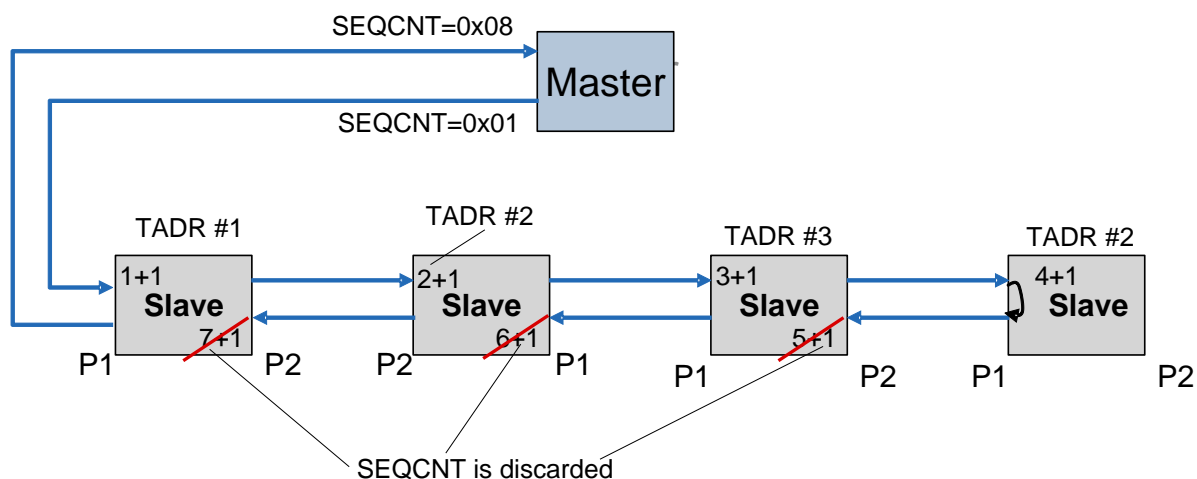 SEQCNT=0x08
Master
SEQCNT=0x01
TADR #1
TADR #2
TADR #3
TADR #2
1+1
2+1
3+1
4+1
Slave
Slave
Slave
Slave
7+1
6+1
5+1
P1
P2
P2
P1
P1
P2
P1
P2
SEQCNT is discarded